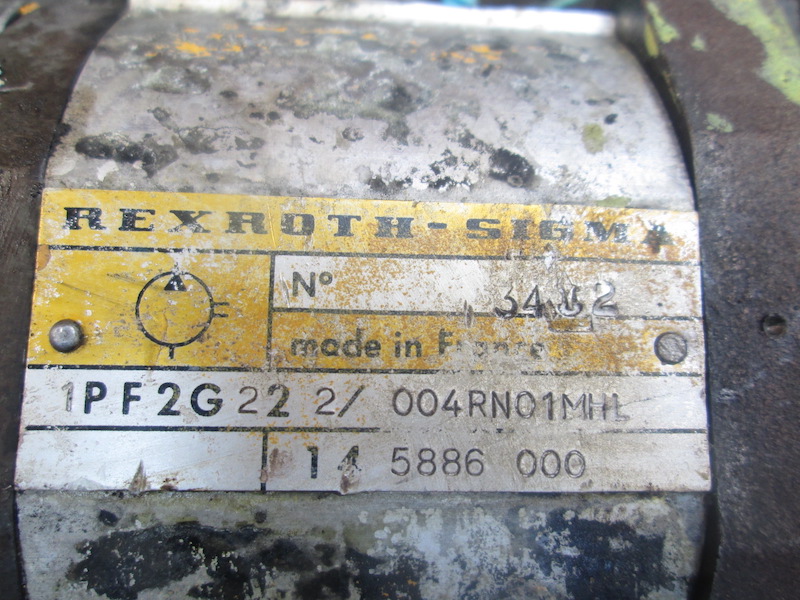 REXROTH-SIGMA
N°
made in France
1PF2G22 2/ 004RN01MHL
14 5886 000